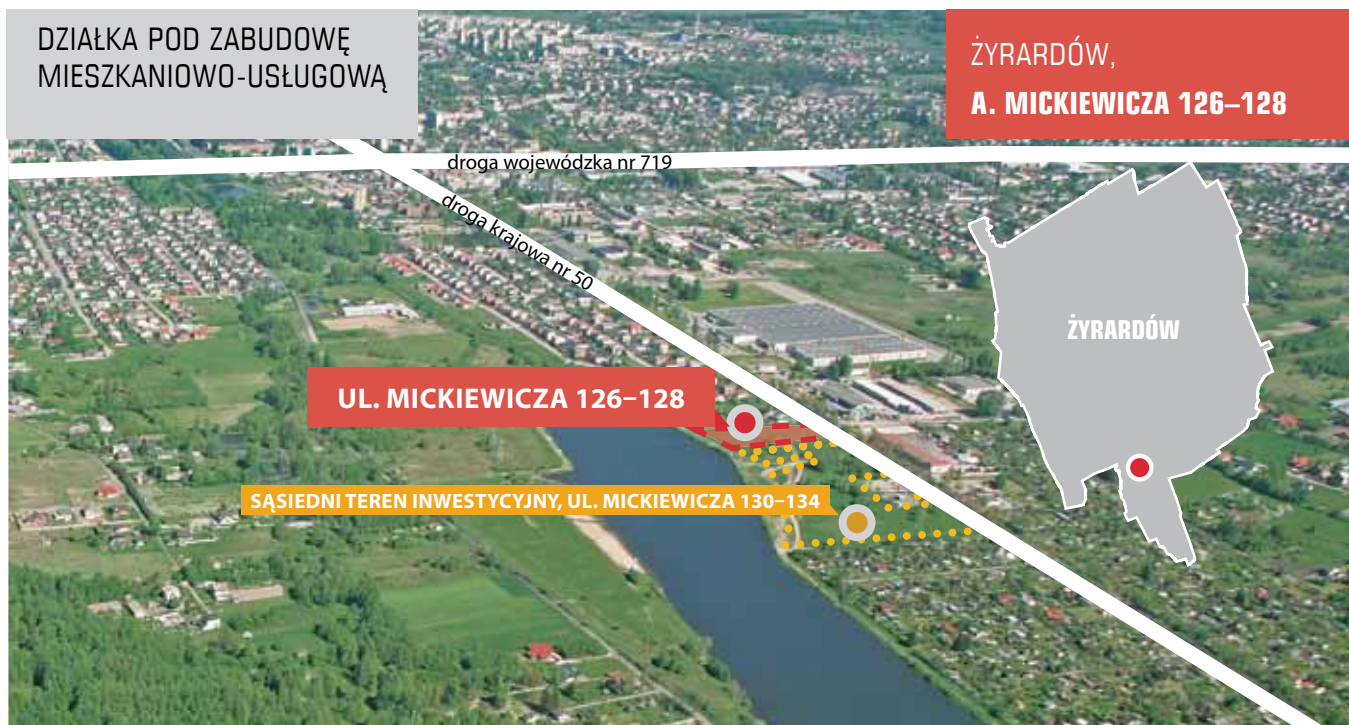 DZIAŁKA POD ZABUDOWĘ
MIESZKANIOWO-USŁUGOWĄ
ŻYRARDÓW,
A. MICKIEWICZA 126–128
droga wojewódzka nr 719
droga krajowa nr 50
ŻYRARDÓW
UL. MICKIEWICZA 126–128
SĄSIEDNI TEREN INWESTYCYJNY, UL. MICKIEWICZA 130–134